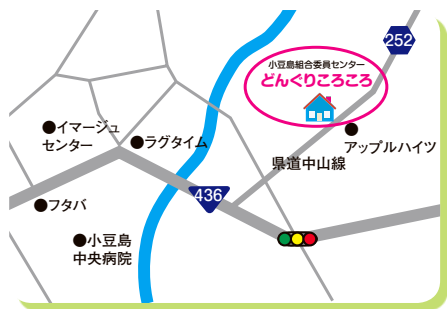 252
小豆島組合委員センター
どんぐりころころ
●イマージュ
センター
●ラグタイム
●
アップルハイツ
県道中山線
436
●フタバ
●小豆島
中央病院